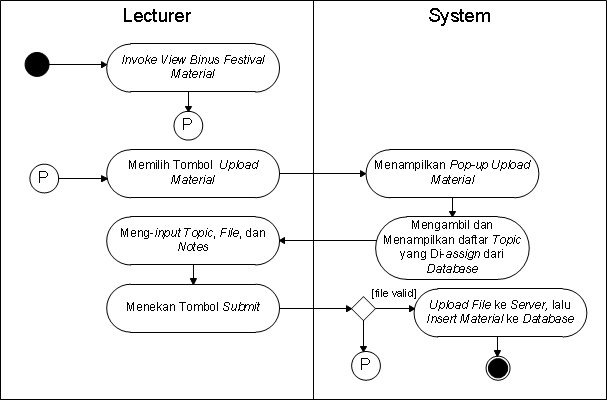 Lecturer
System
Invoke View Binus Festival
Material
P
P
Memilih Tombol Upload
Material
Menampilkan Pop-up Upload
Material
Meng-input Topic, File, dan
Notes
Mengambil dan
Menampilkan daftar Topic
yang Di-assign dari
Database
Menekan Tombol Submit
[file valid]
Upload File ke Server, lalu
Insert Material ke Database
P